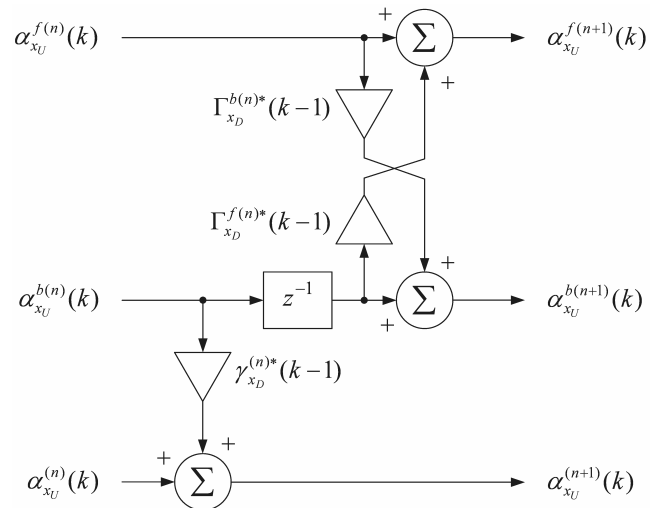 α_{x_U}^{f(n)}(k) + Σ α_{x_U}^{f(n+1)}(k)
+
Γ_{x_D}^{b(n)*}(k−1)
Γ_{x_D}^{f(n)*}(k−1)
+
α_{x_U}^{b(n)}(k) z^{−1} + Σ α_{x_U}^{b(n+1)}(k)
γ_{x_D}^{(n)*}(k−1)
+ +
α_{x_U}^{(n)}(k) Σ α_{x_U}^{(n+1)}(k)